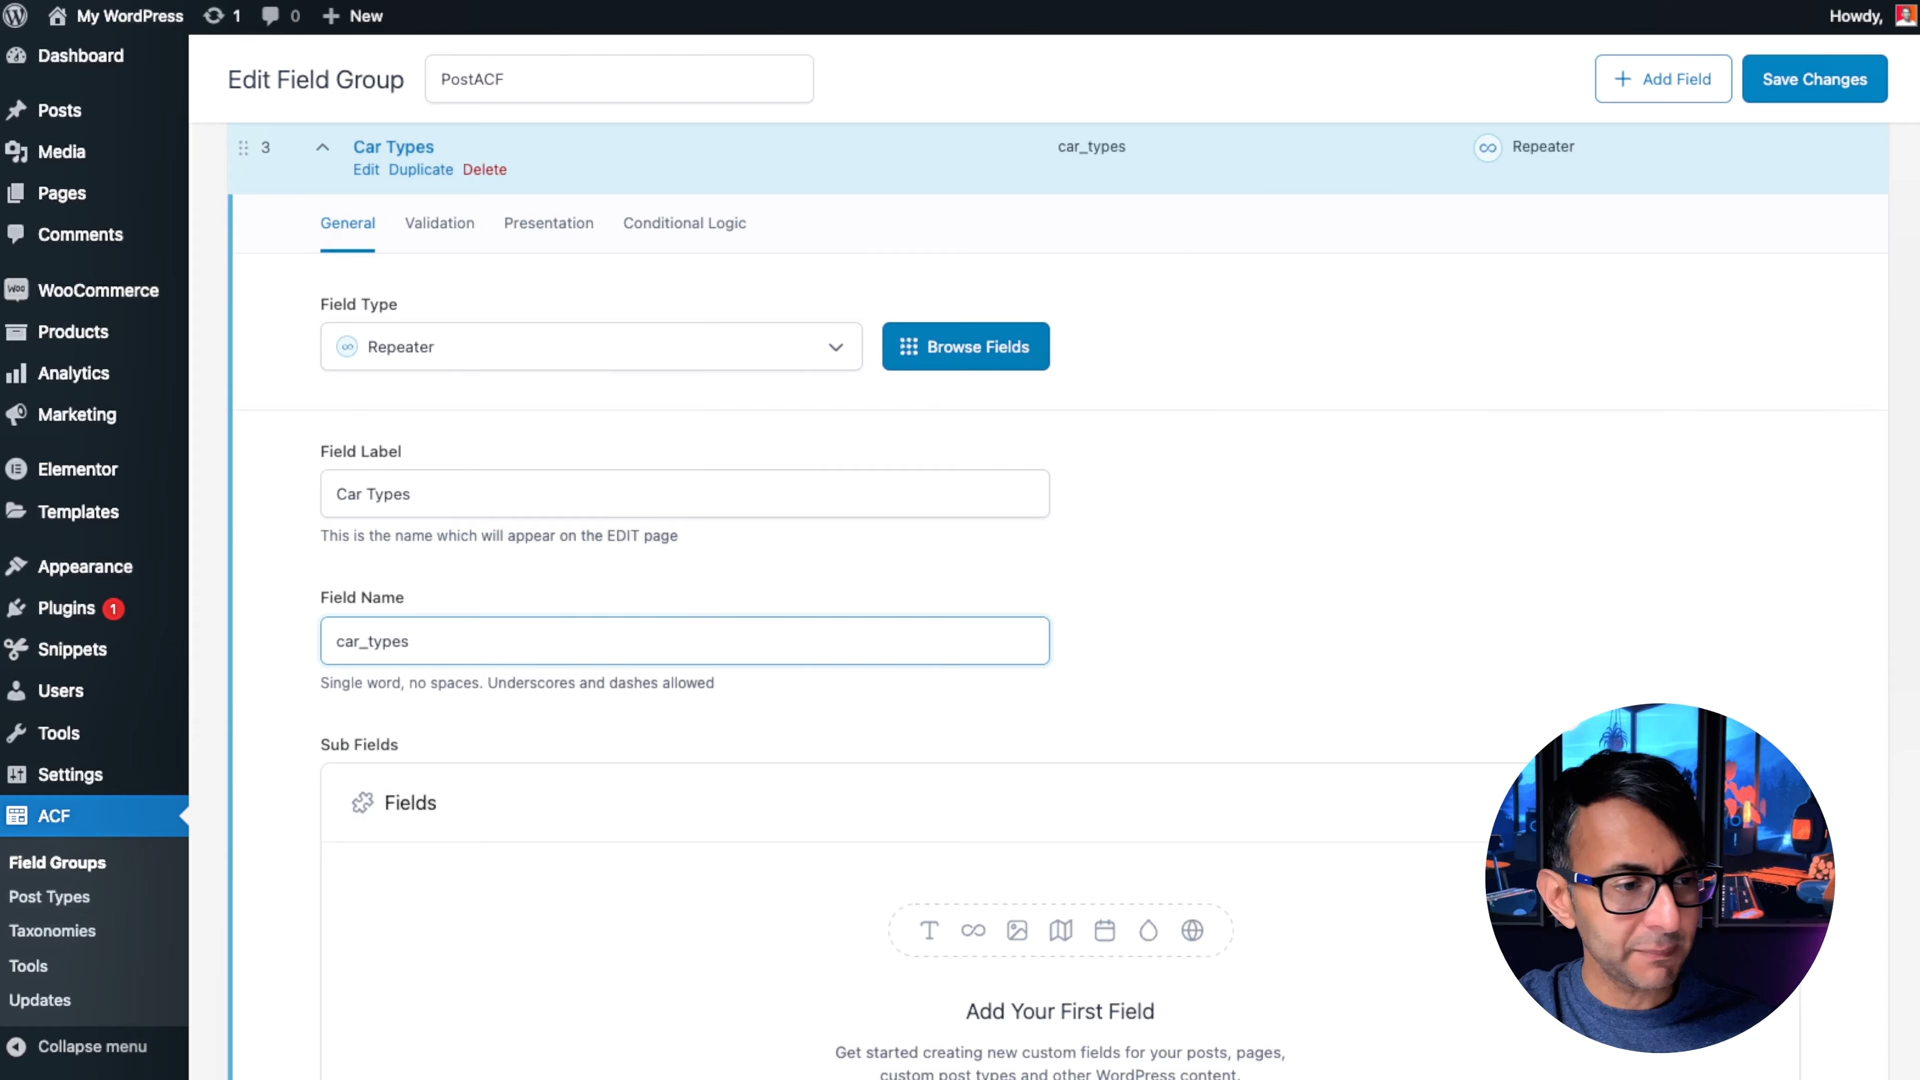 My WordPress 1 0 New Howdy,
Dashboard
Posts
Media
Pages
Comments
WooCommerce
Products
Analytics
Marketing
Elementor
Templates
Appearance
Plugins 1
Snippets
Users
Tools
Settings
ACF
Field Groups
Post Types
Taxonomies
Tools
Updates
Collapse menu
Edit Field Group PostACF Add Field Save Changes
3 Car Types car_types Repeater
Edit Duplicate Delete
General Validation Presentation Conditional Logic
Field Type
Repeater Browse Fields
Field Label
Car Types
This is the name which will appear on the EDIT page
Field Name
car_types
Single word, no spaces. Underscores and dashes allowed
Sub Fields
Fields
Add Your First Field
Get started creating new custom fields for your posts, pages,
custom post types and other WordPress content.